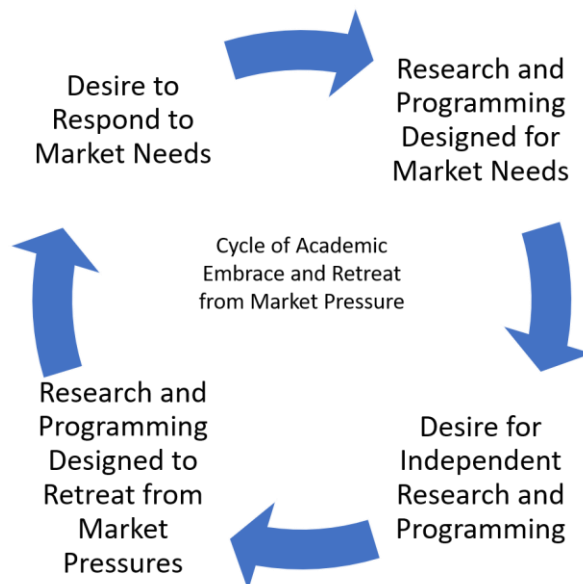 Desire to
Respond to
Market Needs
Research and
Programming
Designed for
Market Needs
Cycle of Academic
Embrace and Retreat
from Market Pressure
Desire for
Independent
Research and
Programming
Research and
Programming
Designed to
Retreat from
Market
Pressures